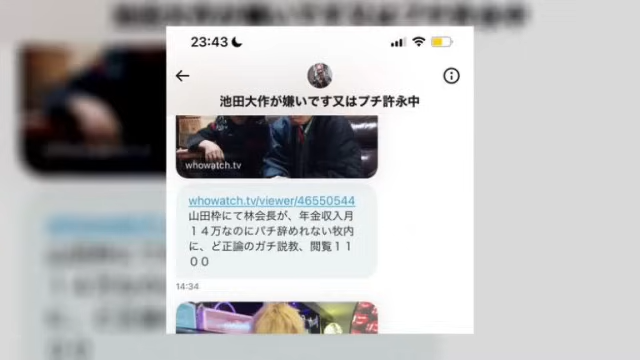 23:43
池田大作が嫌いです又はプチ許永中
whowatch.tv
whowatch.tv/viewer/46550544
山田枠にて林会長が、年金収入月
１４万なのにパチ辞めれない牧内
に、ど正論のガチ説教、閲覧１１
００
14:34